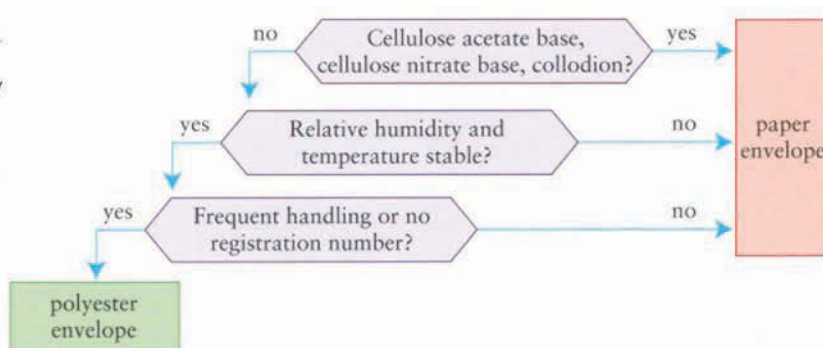 no
Cellulose acetate base,
cellulose nitrate base, collodion?
yes
yes
Relative humidity and
temperature stable?
no
paper
envelope
yes
Frequent handling or no
registration number?
no
polyester
envelope